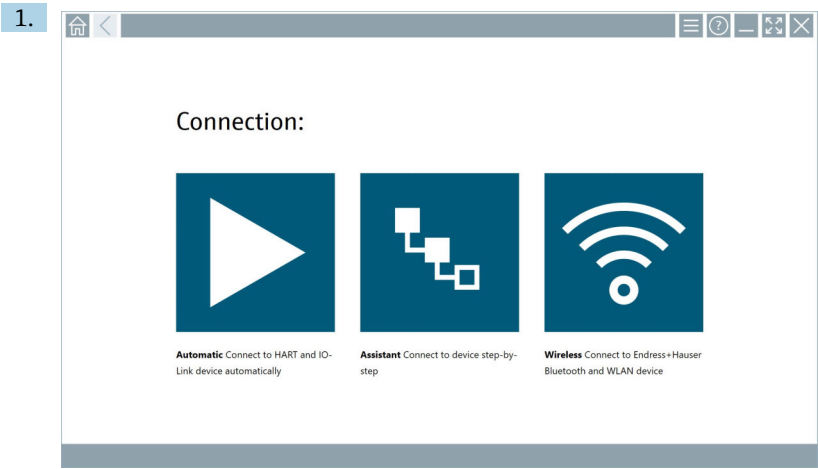 1.
Connection:
Automatic Connect to HART and IO-
Link device automatically
Assistant Connect to device step-by-
step
Wireless Connect to Endress+Hauser
Bluetooth and WLAN device